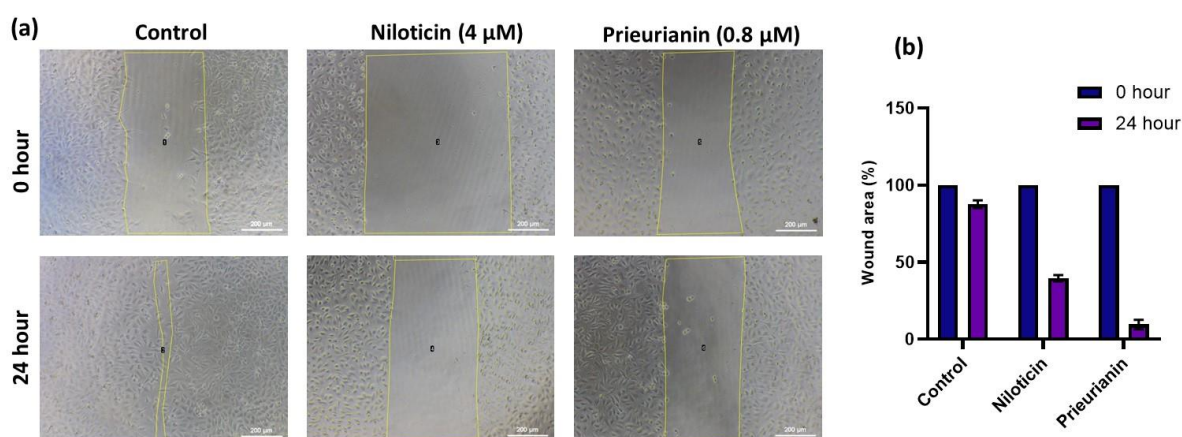 (a)
Control
Niloticin (4 µM)
Prieurianin (0.8 µM)
0 hour
200 µm
200 µm
200 µm
24 hour
200 µm
200 µm
200 µm
(b)
0 hour
24 hour
Wound area (%)
150
100
50
0
Control
Niloticin
Prieurianin